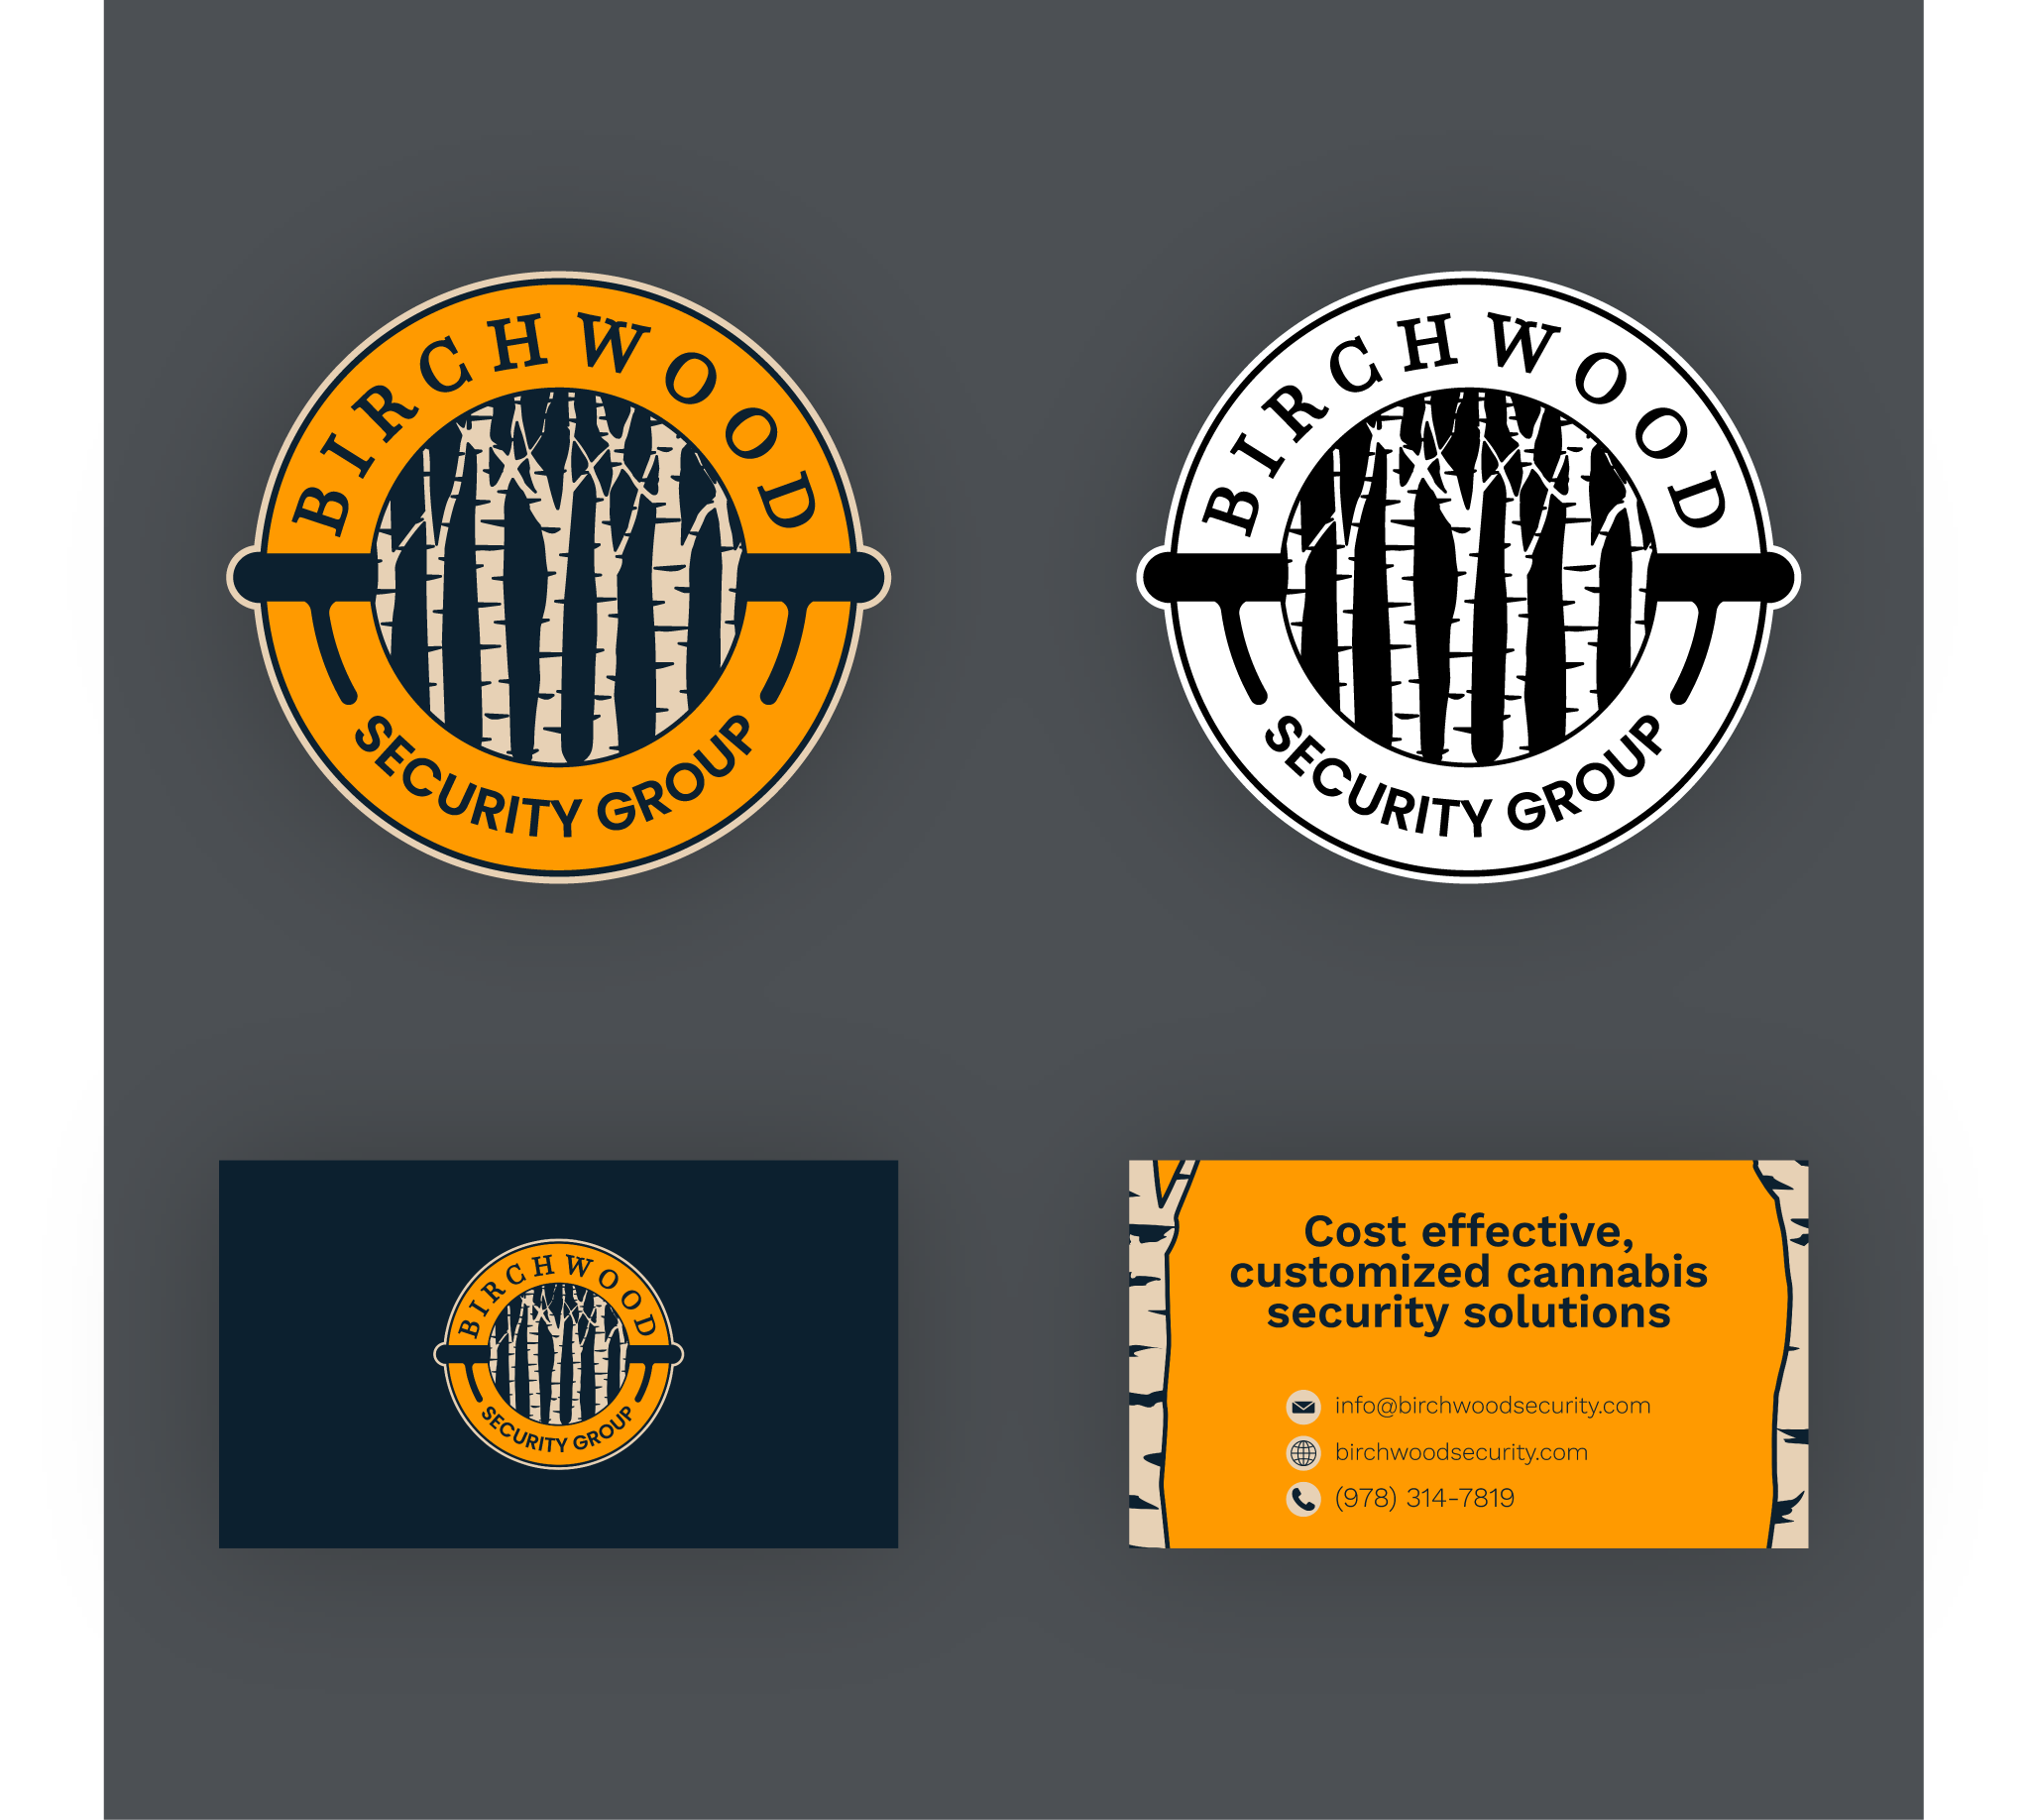 BIRCHWOOD
SECURITY GROUP
BIRCHWOOD
SECURITY GROUP
BIRCHWOOD
SECURITY GROUP
Cost effective,
customized cannabis
security solutions
info@birchwoodsecurity.com
birchwoodsecurity.com
(978) 314-7819